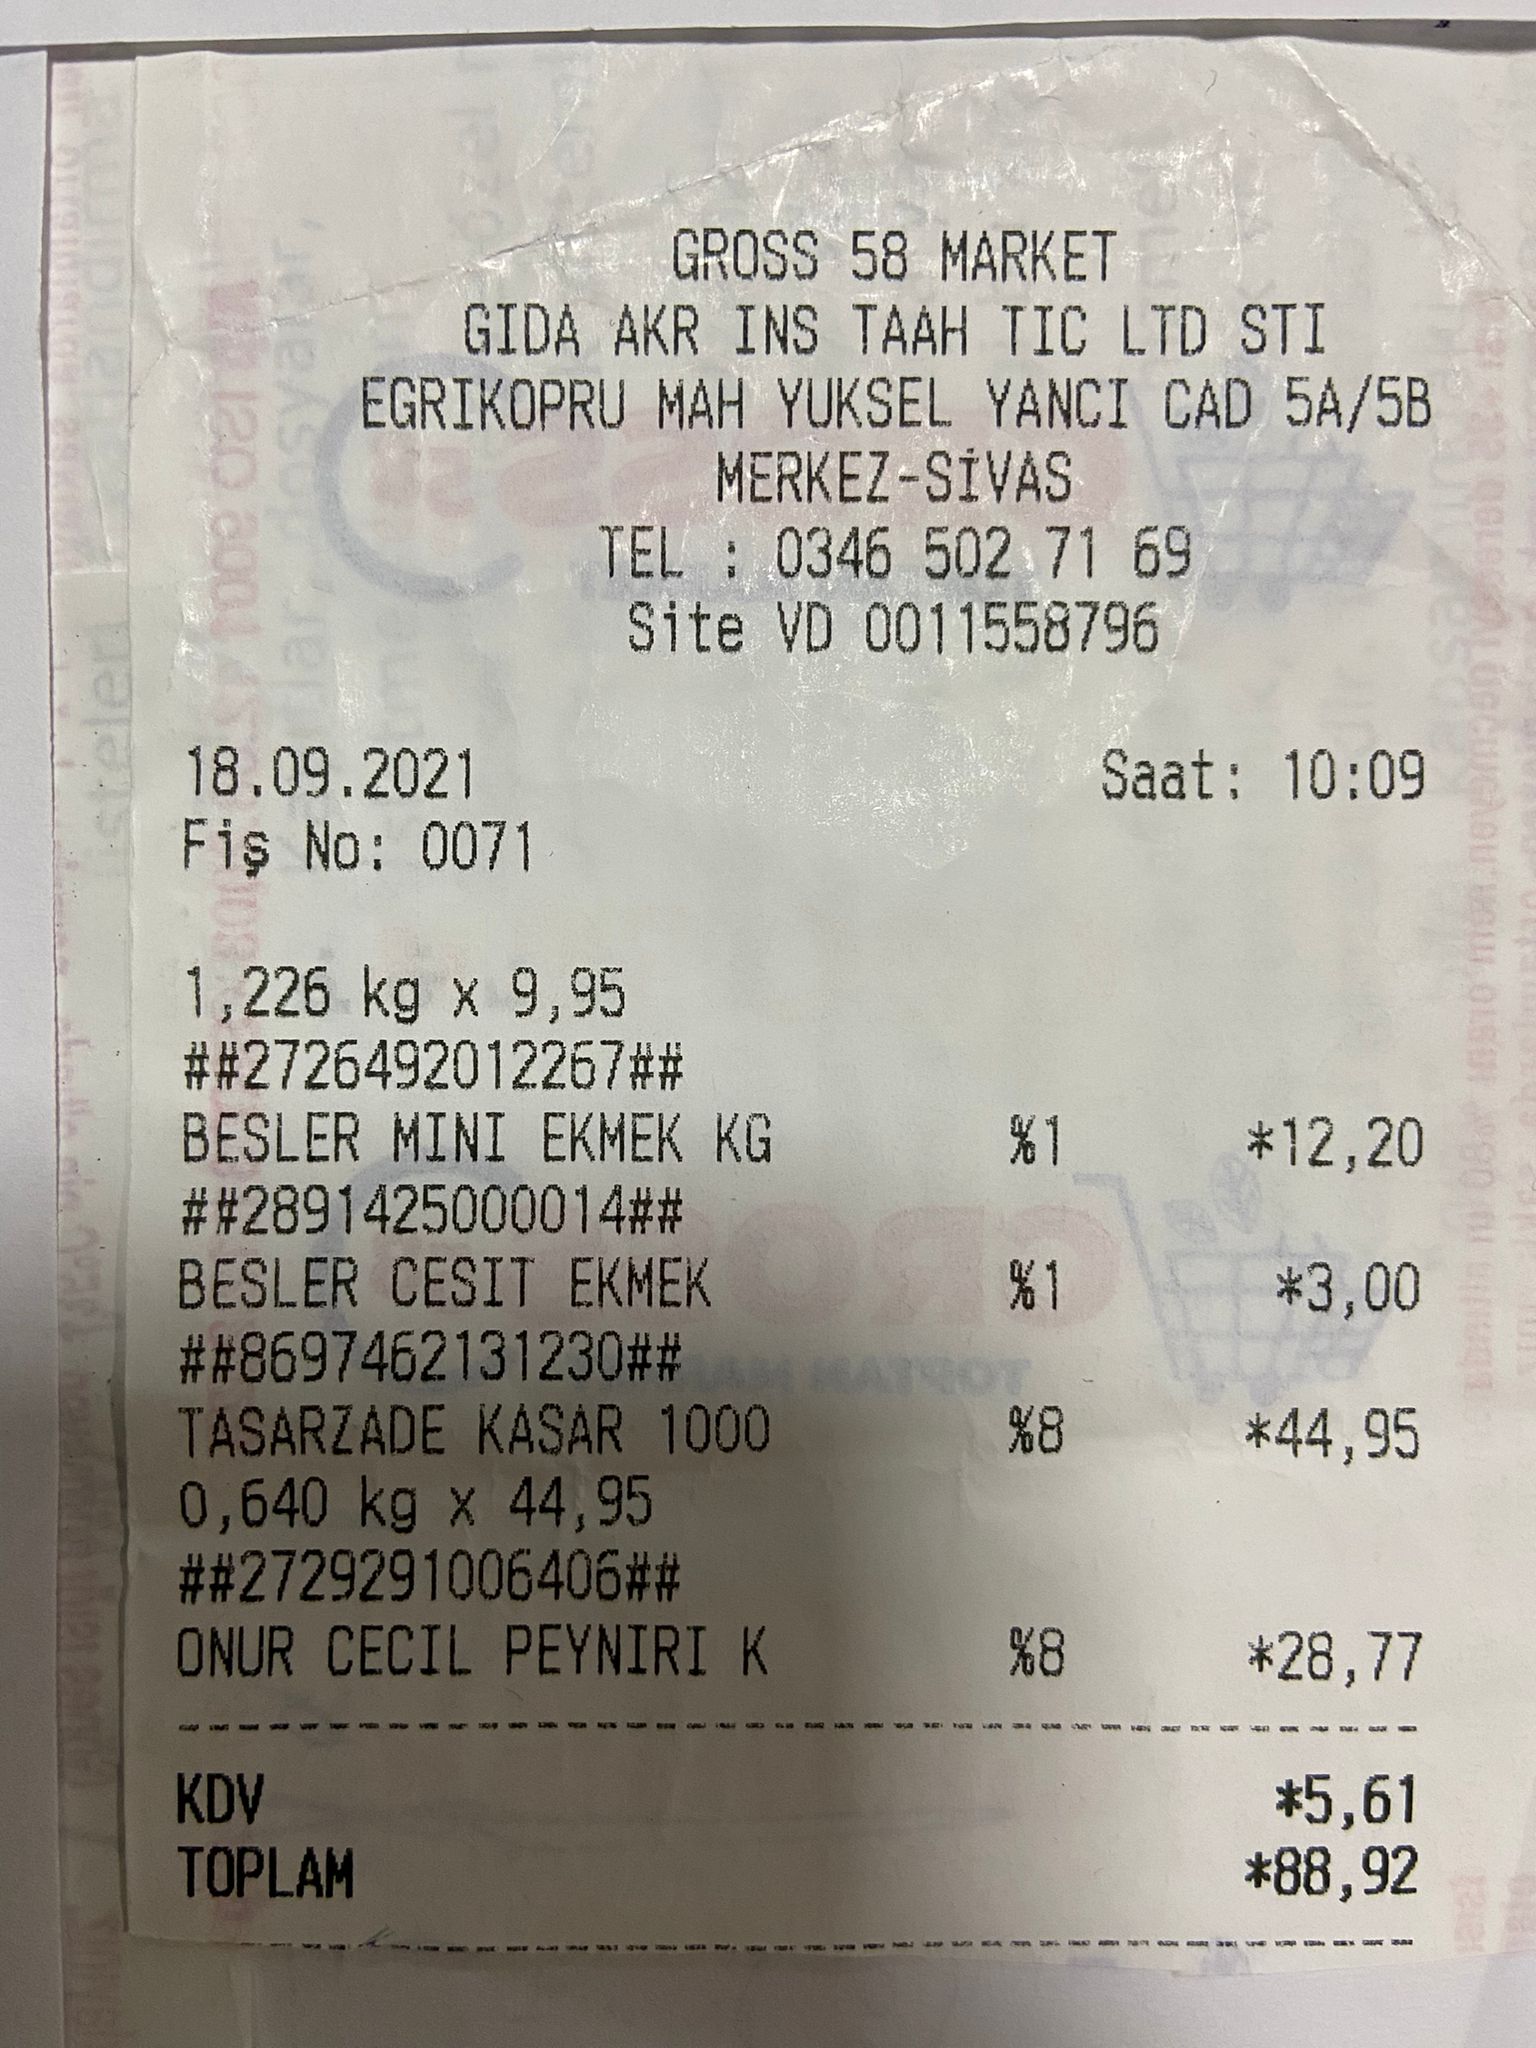 GROSS 58 MARKET
GIDA AKR INS TAAH TIC LTD STI
EGRIKOPRU MAH YUKSEL YANCI CAD 5A/5B
MERKEZ-SİVAS
TEL : 0346 502 71 69
Site VD 0011558796
18.09.2021 Saat: 10:09
Fiş No: 0071
1,226 kg x 9,95
##2726492012267##
BESLER MINI EKMEK KG %1 *12,20
##2891425000014##
BESLER CESIT EKMEK %1 *3,00
##8697462131230##
TASARZADE KASAR 1000 %8 *44,95
0,640 kg x 44,95
##2729291006406##
ONUR CECIL PEYNIRI K %8 *28,77
KDV *5,61
TOPLAM *88,92